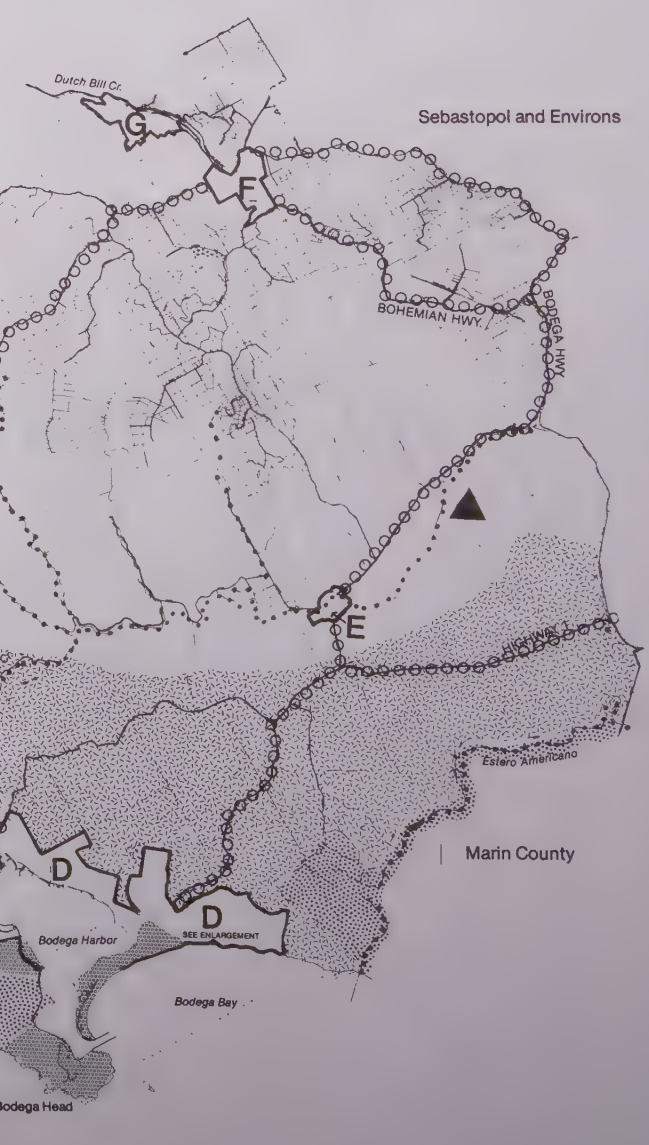 Dutch Bill Cr.
Sebastopol and Environs
G
F
BOHEMIAN HWY.
BODEGA HWY.
E
HIGHWAY 1
Estero Americano
Marin County
D
D
SEE ENLARGEMENT
Bodega Harbor
Bodega Bay
Bodega Head